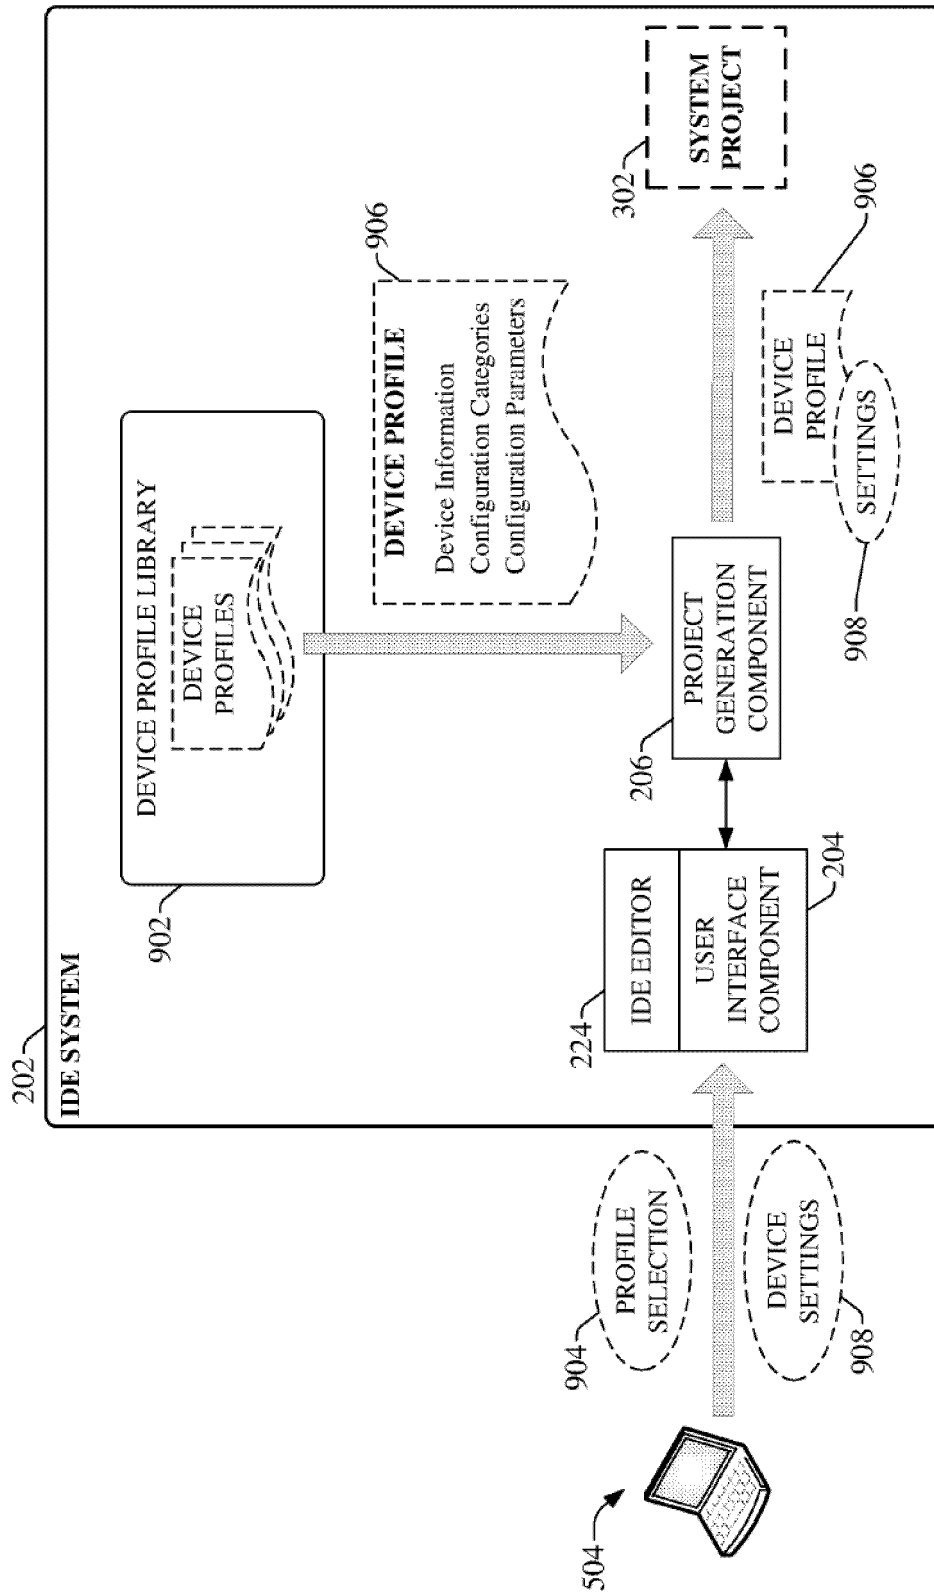 202
IDE SYSTEM
902
DEVICE PROFILE LIBRARY
DEVICE
PROFILES
906
DEVICE PROFILE
Device Information
Configuration Categories
Configuration Parameters
504
904
PROFILE
SELECTION
DEVICE
SETTINGS
908
224
IDE EDITOR
USER
INTERFACE
COMPONENT
204
206
PROJECT
GENERATION
COMPONENT
302
SYSTEM
PROJECT
DEVICE
PROFILE
906
SETTINGS
908